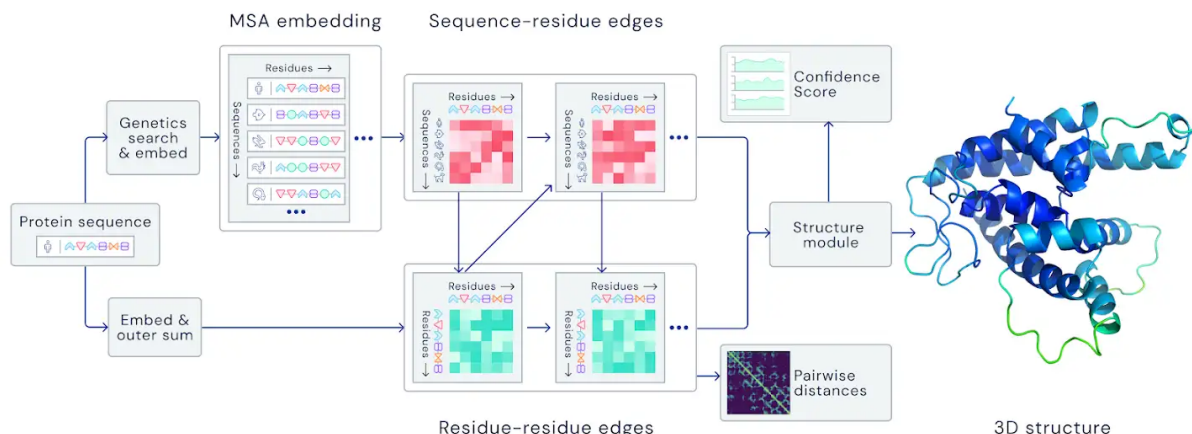 MSA embedding
Sequence-residue edges
Residues →
Sequences →
Genetics
search
& embed
Protein sequence
Embed &
outer sum
Residues →
Sequences →
Residues →
Sequences →
Residues →
Residues →
Residues →
Residues →
Residue-residue edges
Confidence
Score
Structure
module
Pairwise
distances
3D structure